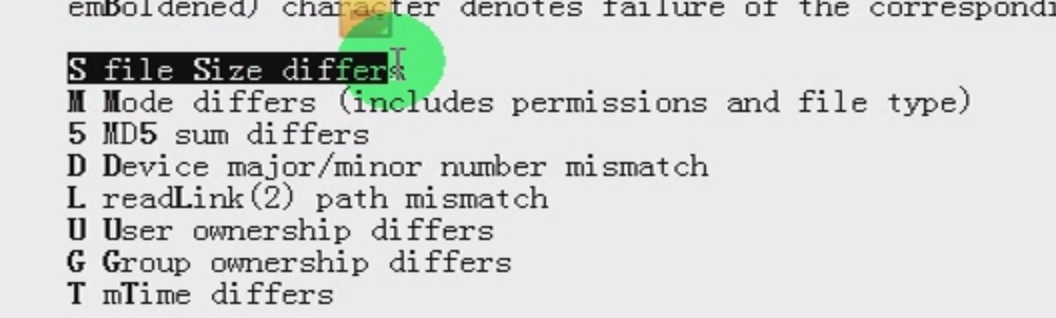 emBoldened) character denotes failure of the correspondi
S file Size differs
M Mode differs (includes permissions and file type)
5 MD5 sum differs
D Device major/minor number mismatch
L readLink(2) path mismatch
U User ownership differs
G Group ownership differs
T mTime differs